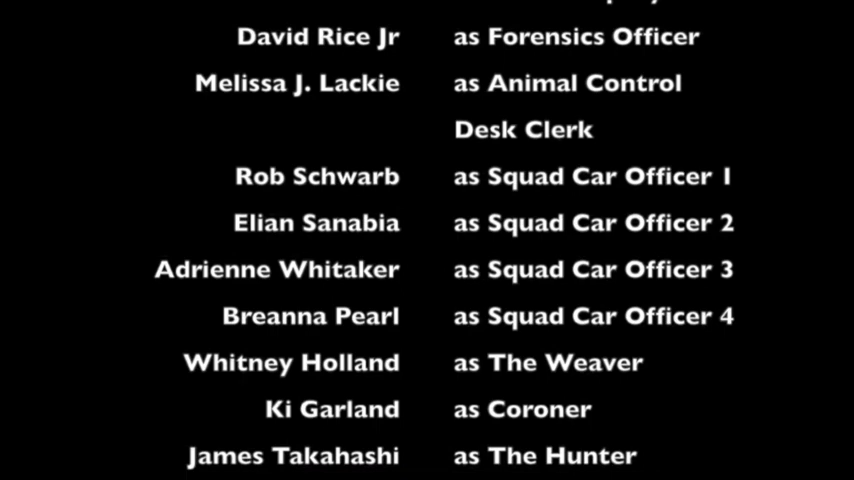 David Rice Jr as Forensics Officer
Melissa J. Lackie as Animal Control
Desk Clerk
Rob Schwarb as Squad Car Officer 1
Elian Sanabia as Squad Car Officer 2
Adrienne Whitaker as Squad Car Officer 3
Breanna Pearl as Squad Car Officer 4
Whitney Holland as The Weaver
Ki Garland as Coroner
James Takahashi as The Hunter